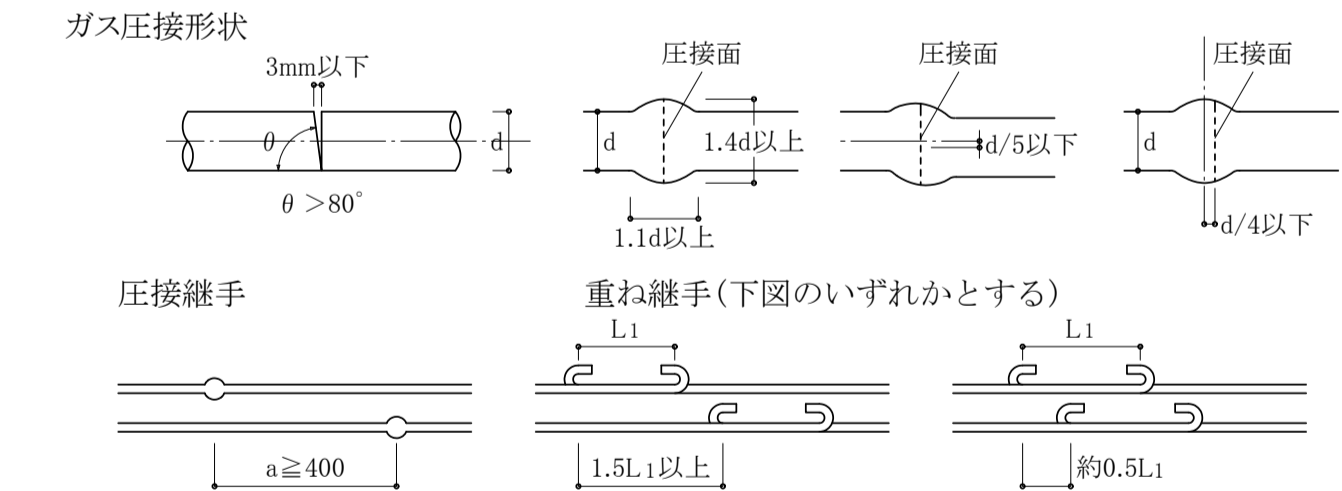 ガス圧接形状
3mm以下
θ
θ >80°
d
圧接面
d
1.4d以上
1.1d以上
圧接面
d/5以下
圧接面
d
d/4以下
圧接継手
a≧400
重ね継手(下図のいずれかとする)
L1
1.5L1以上
L1
約0.5L1